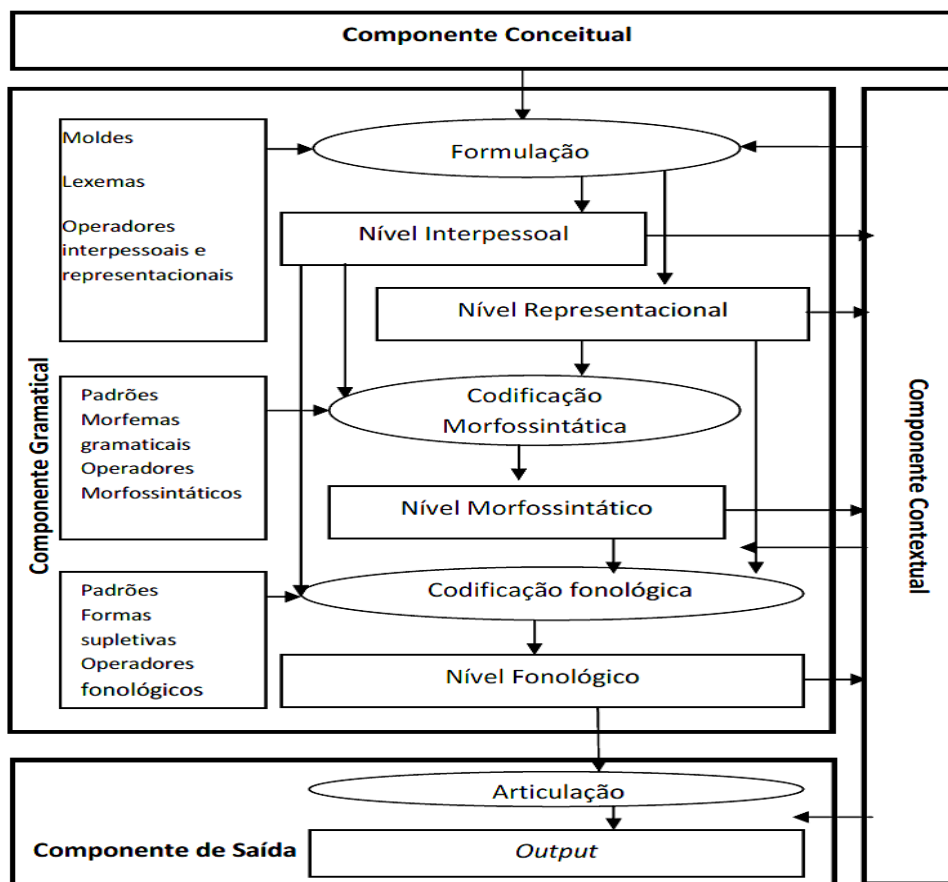 Componente Conceitual
Moldes
Lexemas
Operadores
interpessoais e
representacionais
Formulação
Nível Interpessoal
Nível Representacional
Componente Gramatical
Padrões
Morfemas
gramaticais
Operadores
Morfossintáticos
Codificação
Morfossintática
Nível Morfossintático
Padrões
Formas
supletivas
Operadores
fonológicos
Codificação fonológica
Nível Fonológico
Componente Contextual
Componente de Saída
Articulação
Output